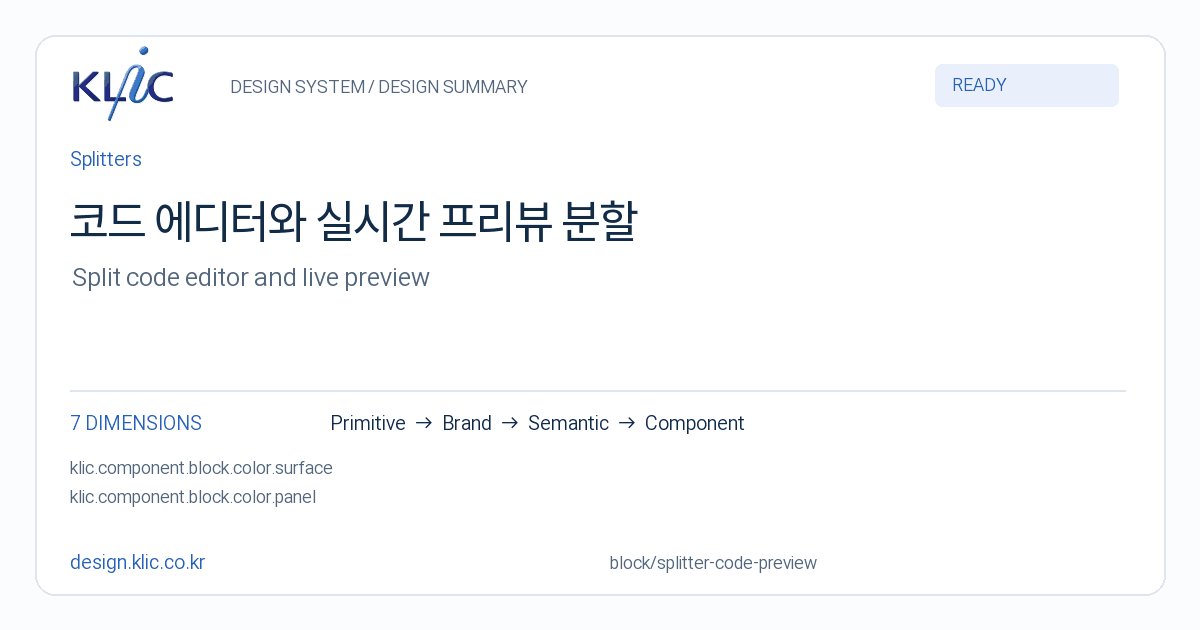 KLiC
DESIGN SYSTEM / DESIGN SUMMARY
READY
Splitters
코드 에디터와 실시간 프리뷰 분할
Split code editor and live preview
7 DIMENSIONS
Primitive → Brand → Semantic → Component
klic.component.block.color.surface
klic.component.block.color.panel
design.klic.co.kr
block/splitter-code-preview